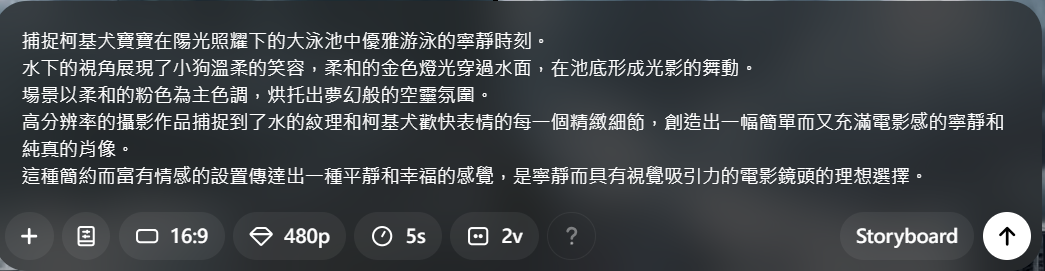 捕捉柯基犬寶寶在陽光照耀下的大泳池中優雅游泳的寧靜時刻。
水下的視角展現了小狗溫柔的笑容，柔和的金色燈光穿過水面，在池底形成光影的舞動。
場景以柔和的粉色為主色調，烘托出夢幻般的空靈氛圍。
高分辨率的攝影作品捕捉到了水的紋理和柯基犬歡快表情的每一個精緻細節，創造出一幅簡單而又充滿電影感的寧靜和
純真的肖像。
這種簡約而富有情感的設置傳達出一種平靜和幸福的感覺，是寧靜而具有視覺吸引力的電影鏡頭的理想選擇。
16:9 480p 5s 2v ? Storyboard